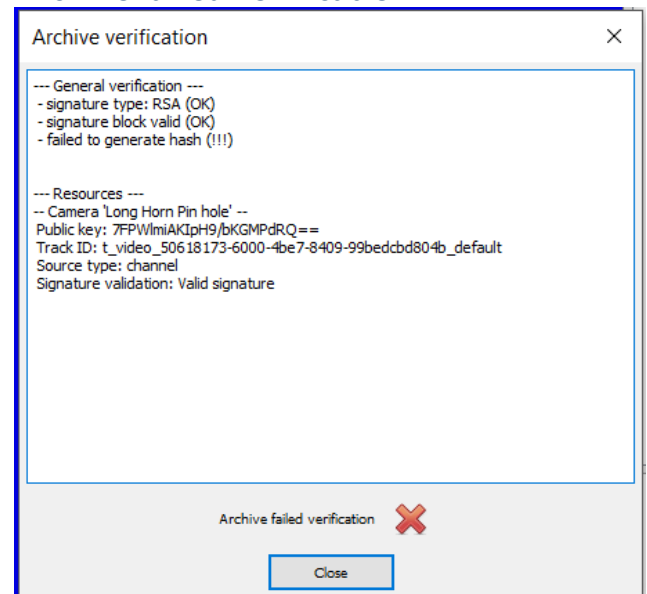 Archive verification
--- General verification ---
- signature type: RSA (OK)
- signature block valid (OK)
- failed to generate hash (!!!)
--- Resources ---
-- Camera 'Long Horn Pin hole' --
Public key: 7FPWlmiAKIpH9/bKGMPdRQ==
Track ID: t_video_50618173-6000-4be7-8409-99bedcbd804b_default
Source type: channel
Signature validation: Valid signature
Archive failed verification
Close